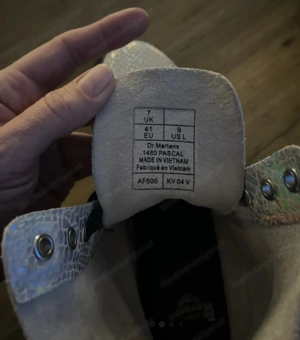 7
UK
41 9
EU US L
Dr.Martens
1460 PASCAL
MADE IN VIETNAM
Fabriqué en Vietnam
AF500 KV 04 V